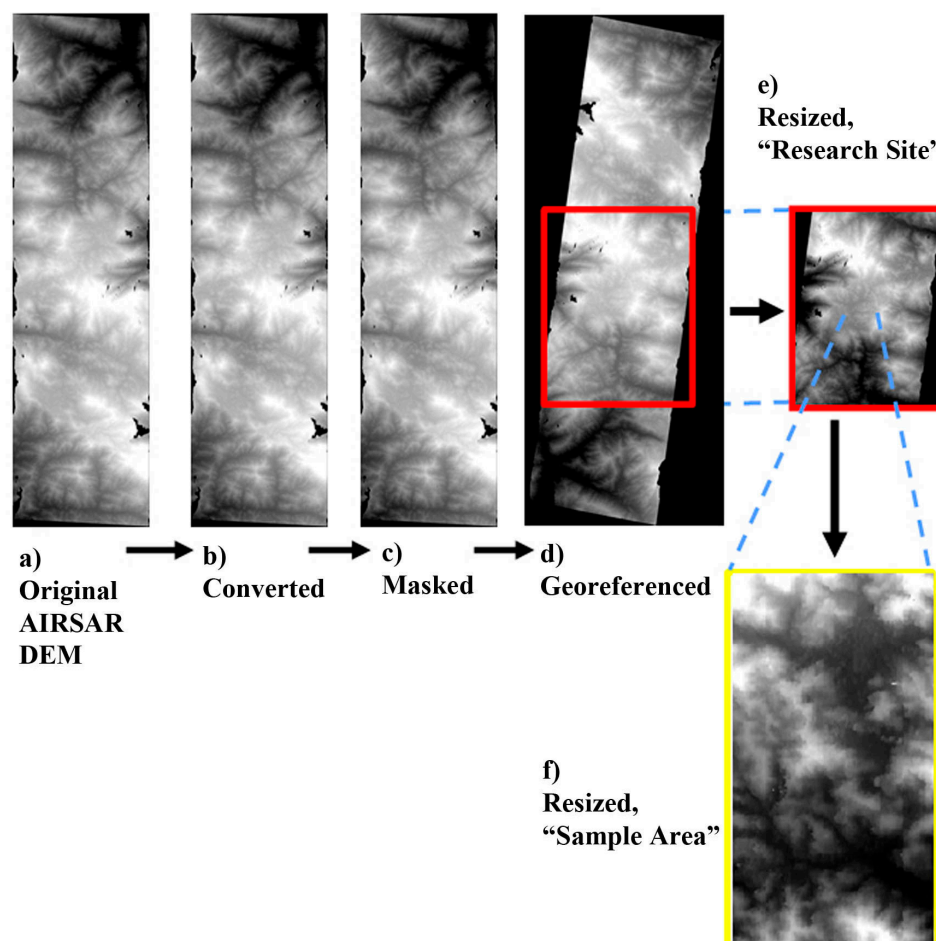 a)
Original
AIRSAR
DEM
b)
Converted
c)
Masked
d)
Georeferenced
e)
Resized,
“Research Site”
f)
Resized,
“Sample Area”